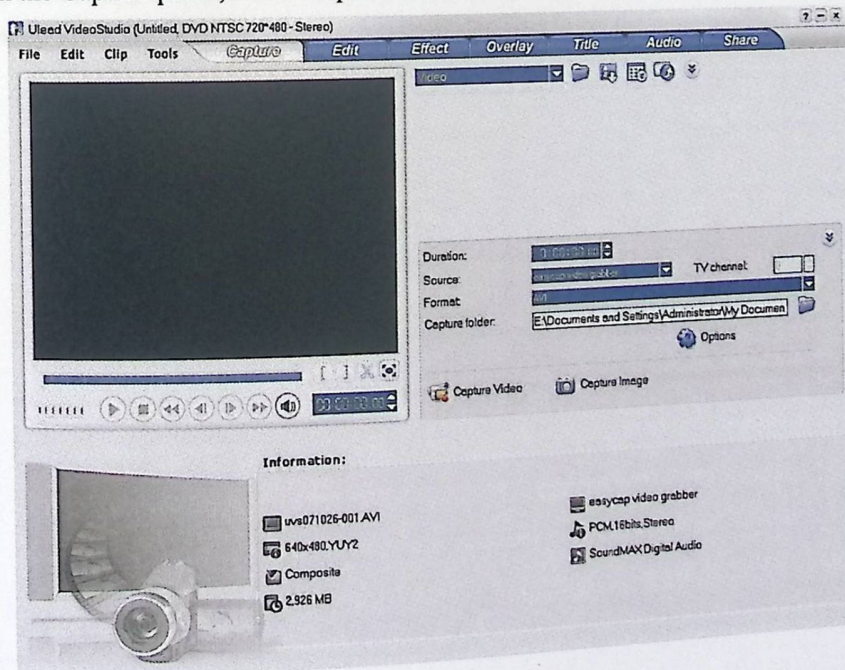 Ulead VideoStudio (Untitled, DVD NTSC 720*480 - Stereo)
File Edit Clip Tools Capture Edit Effect Overlay Title Audio Share
Video
Duration:
Source: easycap video grabber TV channel:
Format: AVI
Capture folder: E:\Documents and Settings\Administrator\My Documen
Options
Capture Video Capture Image
Information:
uvs071026-001.AVI
640x480,YUY2
Composite
2,926 MB
easycap video grabber
PCM,16bits,Stereo
SoundMAX Digital Audio